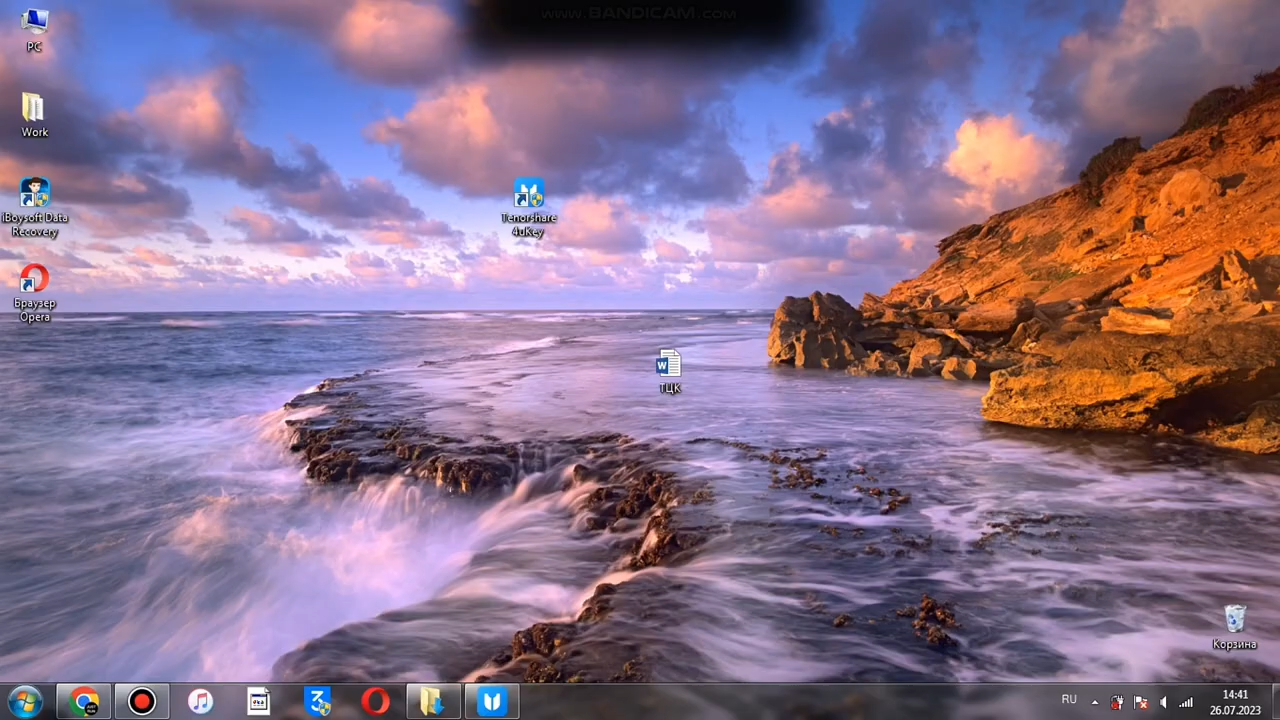 www.BANDICAM.com
PC
Work
iBoysoft Data
Recovery
Tenorshare
4uKey
Браузер
Opera
ТЦК
Корзина
RU
14:41
26.07.2023